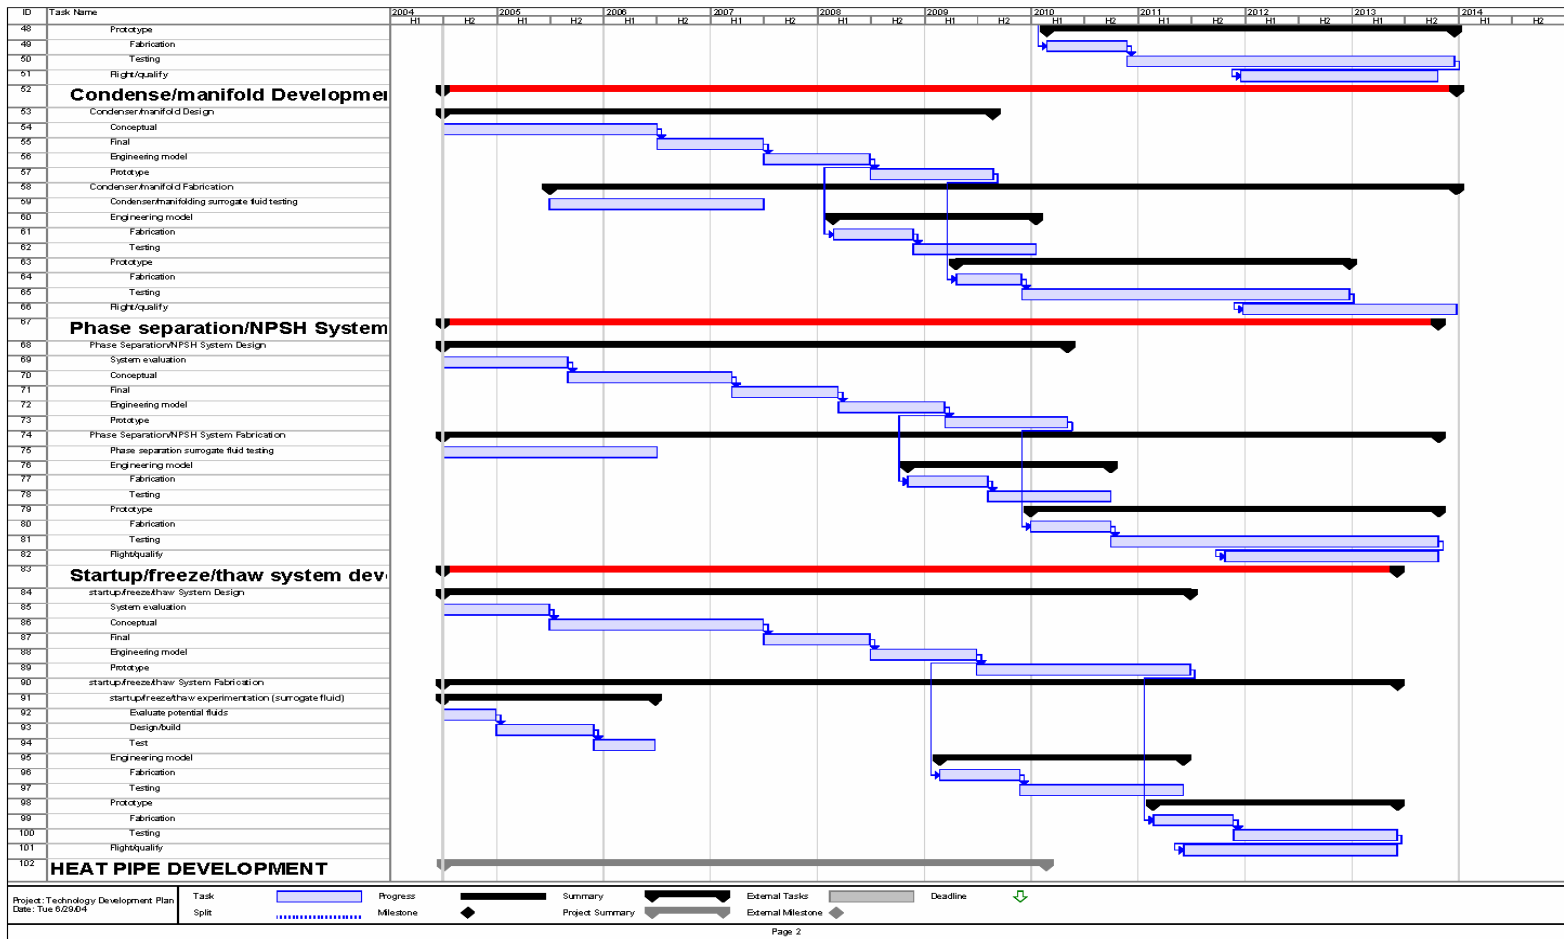 ID Task Name 2004 2005 2006 2007 2008 2009 2010 2011 2012 2013 2014
H1 H2 H1 H2 H1 H2 H1 H2 H1 H2 H1 H2 H1 H2 H1 H2 H1 H2 H1 H2 H1 H2
48 Prototype
49 Fabrication
50 Testing
51 Flight/qualify
52 Condense/manifold Developmer
53 Condenser/manifold Design
54 Conceptual
55 Final
56 Engineering model
57 Prototype
58 Condenser/manifold Fabrication
59 Condenser/manifolding surrogate fluid testing
60 Engineering model
61 Fabrication
62 Testing
63 Prototype
64 Fabrication
65 Testing
66 Flight/qualify
67 Phase separation/NPSH System
68 Phase Separation/NPSH System Design
69 System evaluation
70 Conceptual
71 Final
72 Engineering model
73 Prototype
74 Phase Separation/NPSH System Fabrication
75 Phase separation surrogate fluid testing
76 Engineering model
77 Fabrication
78 Testing
79 Prototype
80 Fabrication
81 Testing
82 Flight/qualify
83 Startup/freeze/thaw system dev
84 startup/freeze/thaw System Design
85 System evaluation
86 Conceptual
87 Final
88 Engineering model
89 Prototype
90 startup/freeze/thaw System Fabrication
91 startup/freeze/thaw experimentation (surrogate fluid)
92 Evaluate potential fluids
93 Design/build
94 Test
95 Engineering model
96 Fabrication
97 Testing
98 Prototype
99 Fabrication
100 Testing
101 Flight/qualify
102 HEAT PIPE DEVELOPMENT
Project: Technology Development Plan
Date: Tue 6/29/04
Task Progress Summary External Tasks Deadline
Split Milestone Project Summary External Milestone
Page 2